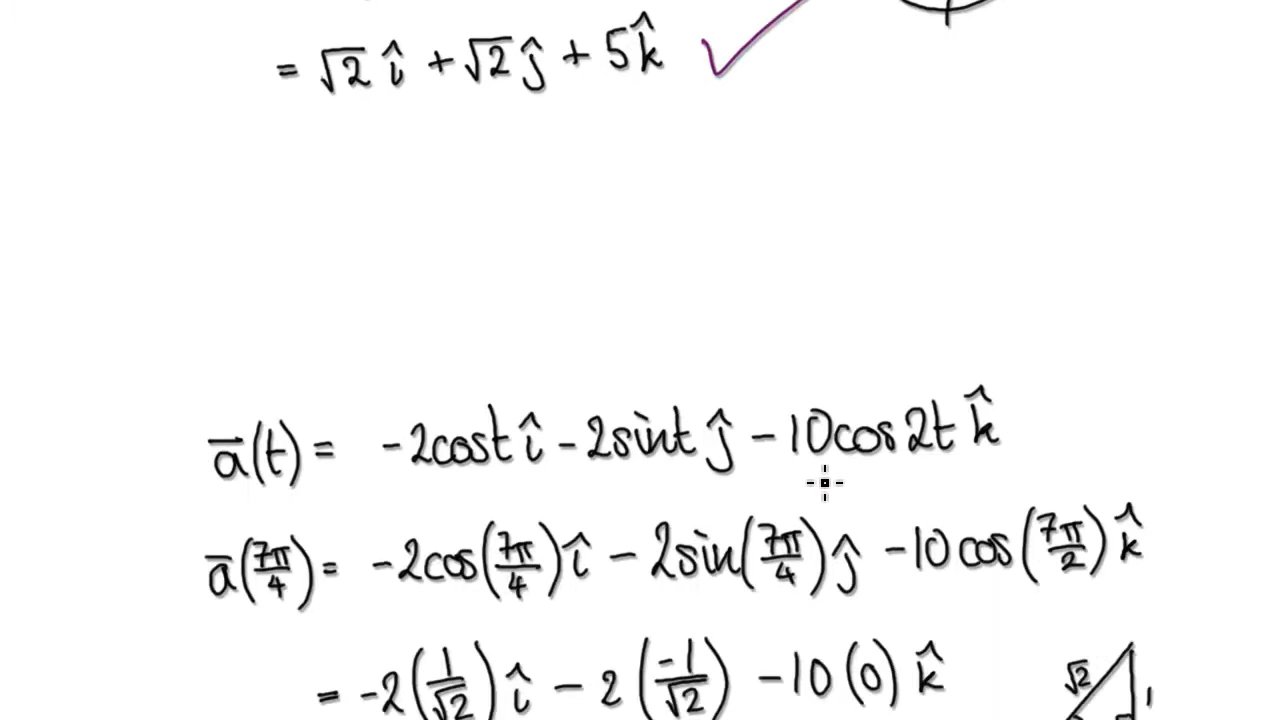 = √2 î + √2 ĵ + 5k̂
a̅(t) = -2cost î - 2sint ĵ - 10cos2t k̂
a̅(7π/4) = -2cos(7π/4) î - 2sin(7π/4) ĵ - 10cos(7π/2) k̂
= -2(1/√2) î - 2(-1/√2) - 10(0) k̂
√2 1